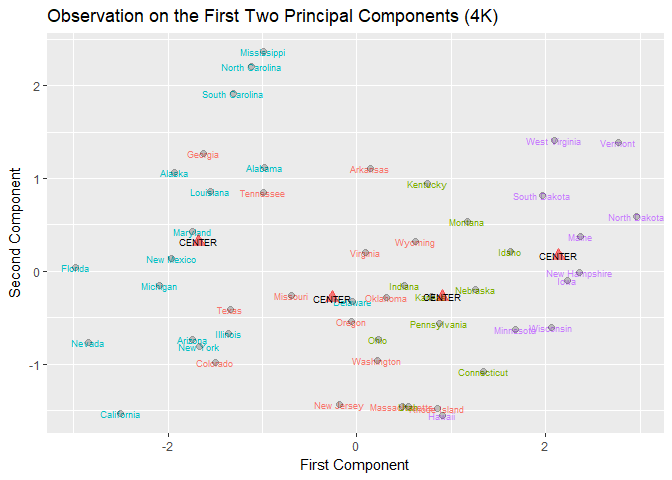 Observation on the First Two Principal Components (4K)
Mississippi
North Carolina
South Carolina
2
West Virginia
Vermont
Georgia
Alabama
Arkansas
Alaska
1
Kentucky
Louisiana
Tennessee
South Dakota
North Dakota
Montana
Maryland
Maine
CENTER
Wyoming
Virginia
Idaho
CENTER
New Mexico
Florida
0
New Hampshire
Iowa
Michigan
Indiana
Nebraska
Missouri
CENTER
Delaware
Oklahoma
CENTER
Texas
Oregon
Pennsylvania
Minnesota
Wisconsin
Illinois
Nevada
Arizona
New York
Ohio
Colorado
Washington
-1
Connecticut
California
New Jersey
Rhode Island
Hawaii
Second Component
-2
0
2
First Component